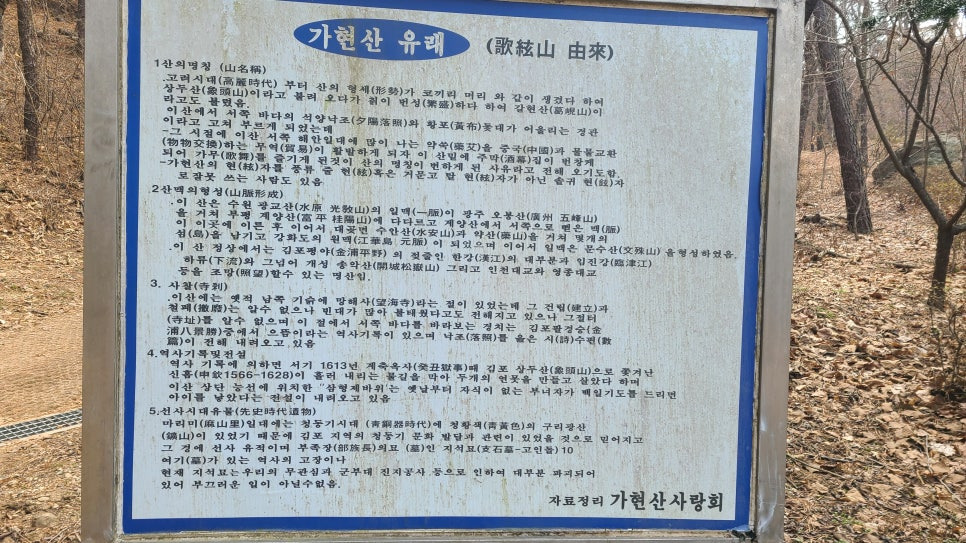 가현산 유래 (歌絃山 由來)
1산의명칭 (山名稱)
.고려시대(高麗時代) 부터 산의 형세(形勢)가 코끼리 머리 와 같이 생겼다 하여
상두산(象頭山)이라고 불려 오다가 칡이 번성(繁盛)하다 하여 갈현산(葛峴山)이
라고도 불렸음.
이산에서 서쪽 바다의 석양낙조(夕陽落照)와 황포(黃布)돛대가 어울리는 경관
이라고 고쳐 부르게 되었는데
-그 시절에 이산 서쪽 해안일대에 많이 나는 약쑥(藥艾)을 중국(中國)과 물물교환
(物物交換)하는 무역(貿易)이 활발하게 되자 이 산밑에 주막(酒幕)집이 번창케
되어 가무(歌舞)를 즐기게 된것이 산의 명칭이 변하게 된 사유라고 전해 오기도함.
-가현산의 현(絃)자를 풍류 줄 현(絃)혹은 거문고 탈 현(絃)자가 아닌 솥귀 현(鉉)자
로잘못 쓰는 사람도 있음
2산맥의형성(山脈形成)
.이 산은 수원 광교산(水原 光敎山)의 일맥(一脈)이 광주 오봉산(廣州 五峰山)
을 거쳐 부평 계양산(富平 桂陽山)에 다다르고 계양산에서 서쪽으로 뻗은 맥(脈)
이 이곳에 이른 후 이어서 대곶면 수안산(水安山)과 약산(藥山)을 거쳐 몇개의
섬(島)을 남기고 강화도의 원맥(江華島 元脈)이 되었으며 이어서 일맥은 문수산(文殊山)을형성하였음.
.이 산 정상에서는 김포평야(金浦平野)의 젖줄인 한강(漢江)의 대부분과 임진강(臨津江)
하류(下流)와 그넘어 개성 송악산(開城松嶽山) 그리고 인천대교와 영종대교
등을 조망(照望)할수 있는 명산임.
3. 사찰(寺刹)
.이산에는 옛적 남쪽 기슭에 망해사(望海寺)라는 절이 있었는데 그 건립(建立)과
철폐(撤廢)는 알수 없으나 빈대가 많아 불태웠다고도 전해지고 있으나 그절터
(寺址)를 알수 없으며 이 절에서 서쪽 바다를 바라보는 경치는 김포팔경승(金
浦八景勝)중에서 으뜸이라는 역사기록이 있으며 낙조(落照)를 읊은 시(詩)수편(數
篇)이 전해 내려오고 있음
4.역사기록및전설
역사 기록에 의하면 서기 1613년 계축옥사(癸丑獄事)때 김포 상두산(象頭山)으로 쫓겨난
신흠(申欽1566-1628)이 흘러 내리는 물길을 막아 두개의 연못을 만들고 살았다 하며
이산 상단 능선에 위치한 "삼형제바위"는 옛날부터 자식이 없는 부녀자가 백일기도를 드리면
아이를 낳았다는 전설이 내려오고 있음
5.선사시대유물(先史時代遺物)
마리미(麻山里)일대에는 청동기시대 (靑銅器時代)에 청황색(靑黃色)의 구리광산
(鑛山)이 있었기 때문에 김포 지역의 청동기 문화 발달과 관련이 있었을 것으로 믿어지고
그 경에 선사 유적이며 부족장(部族長)의묘 (墓)인 지석묘(支石墓-고인돌) 10
여기(墓)가 있는 역사의 고장이나
현재 지석묘는우리의 무관심과 군부대 진지공사 등으로 인하여 대부분 파괴되어
있어 부끄러운 일이 아닐수없음.
자료정리 가현산사랑회